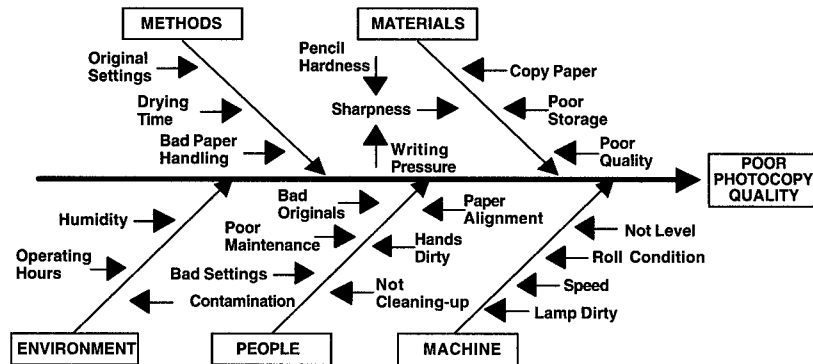 METHODS
MATERIALS
Original
Settings
Drying
Time
Bad Paper
Handling
Pencil
Hardness
Sharpness
Writing
Pressure
Copy Paper
Poor
Storage
Poor
Quality
POOR
PHOTOCOPY
QUALITY
Humidity
Operating
Hours
Contamination
Bad
Originals
Poor
Maintenance
Bad Settings
Paper
Alignment
Hands
Dirty
Not
Cleaning-up
Not Level
Roll Condition
Speed
Lamp Dirty
ENVIRONMENT
PEOPLE
MACHINE